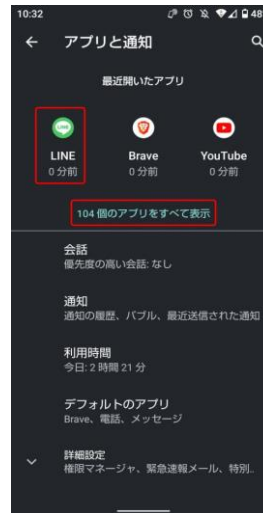 10:32
48
アプリと通知
最近開いたアプリ
LINE
LINE Brave YouTube
0 分前 0 分前 0 分前
104 個のアプリをすべて表示
会話
優先度の高い会話: なし
通知
通知の履歴、バブル、最近送信された通知
利用時間
今日: 2 時間 21 分
デフォルトのアプリ
Brave、電話、メッセージ
詳細設定
権限マネージャ、緊急速報メール、特別..